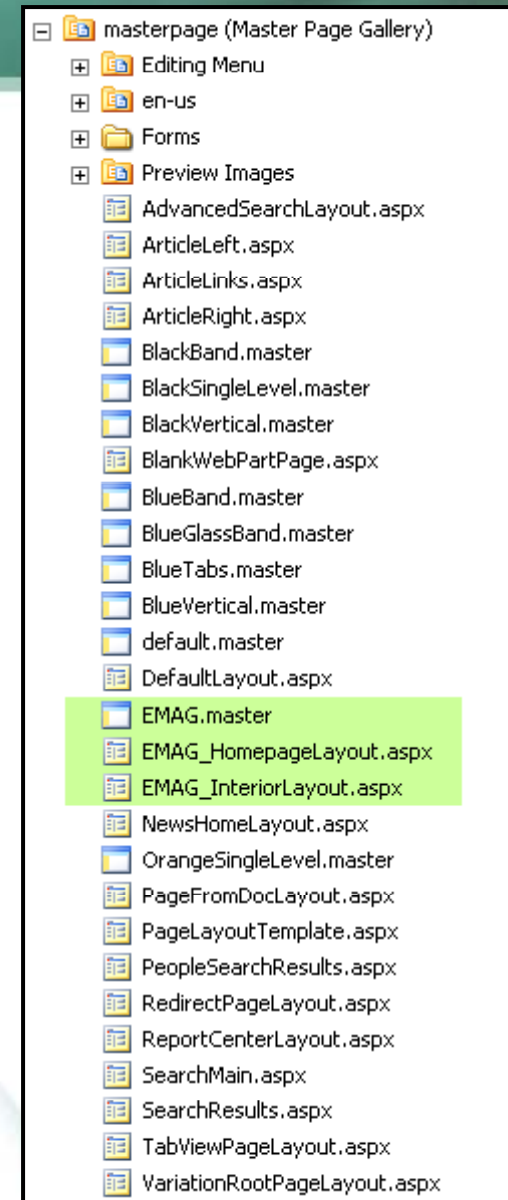 masterpage (Master Page Gallery)
Editing Menu
en-us
Forms
Preview Images
AdvancedSearchLayout.aspx
ArticleLeft.aspx
ArticleLinks.aspx
ArticleRight.aspx
BlackBand.master
BlackSingleLevel.master
BlackVertical.master
BlankWebPartPage.aspx
BlueBand.master
BlueGlassBand.master
BlueTabs.master
BlueVertical.master
default.master
DefaultLayout.aspx
EMAG.master
EMAG_HomepageLayout.aspx
EMAG_InteriorLayout.aspx
NewsHomeLayout.aspx
OrangeSingleLevel.master
PageFromDocLayout.aspx
PageLayoutTemplate.aspx
PeopleSearchResults.aspx
RedirectPageLayout.aspx
ReportCenterLayout.aspx
SearchMain.aspx
SearchResults.aspx
TabViewPageLayout.aspx
VariationRootPageLayout.aspx